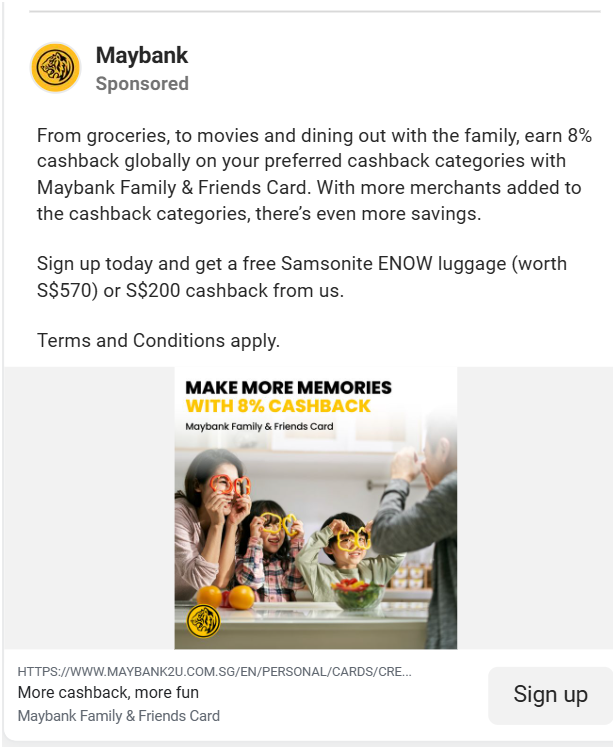 Maybank
Sponsored
From groceries, to movies and dining out with the family, earn 8%
cashback globally on your preferred cashback categories with
Maybank Family & Friends Card. With more merchants added to
the cashback categories, there’s even more savings.
Sign up today and get a free Samsonite ENOW luggage (worth
S$570) or S$200 cashback from us.
Terms and Conditions apply.
MAKE MORE MEMORIES
WITH 8% CASHBACK
Maybank Family & Friends Card
HTTPS://WWW.MAYBANK2U.COM.SG/EN/PERSONAL/CARDS/CRE...
More cashback, more fun
Maybank Family & Friends Card
Sign up